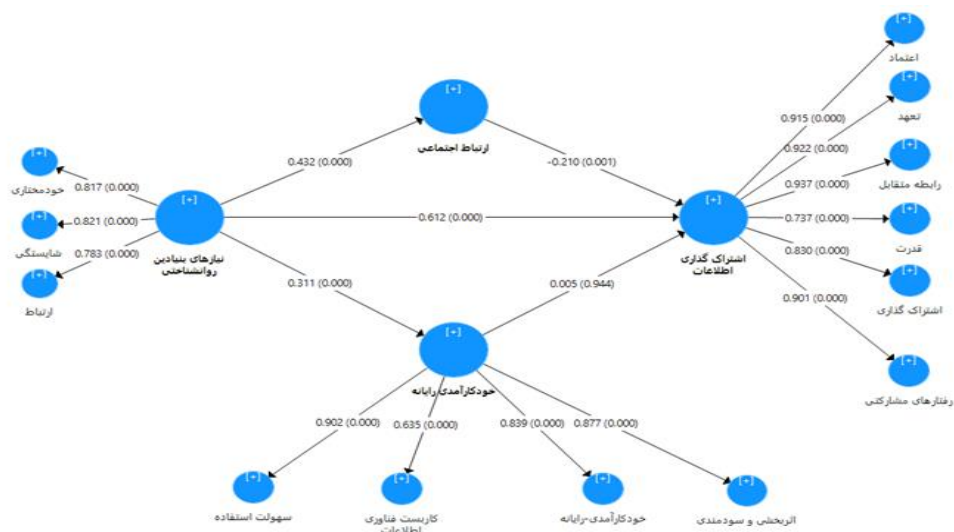 [+]
اعتماد
[+]
تعهد
0.915 (0.000)
0.922 (0.000)
[+]
ارتباط اجتماعی
[+]
رابطه متقابل
0.937 (0.000)
0.432 (0.000)
-0.210 (0.001)
[+]
خودمختاری
0.817 (0.000)
[+]
نیازهای بنیادین
روانشناختی
0.612 (0.000)
[+]
اشتراک گذاری
اطلاعات
0.737 (0.000)
[+]
قدرت
[+]
شایستگی
0.821 (0.000)
0.783 (0.000)
[+]
ارتباط
0.830 (0.000)
[+]
اشتراک گذاری
0.311 (0.000)
0.005 (0.944)
0.901 (0.000)
[+]
خودکارآمدی رایانه
[+]
رفتارهای مشارکتی
0.902 (0.000)
0.635 (0.000)
0.839 (0.000)
0.877 (0.000)
[+]
سهولت استفاده
[+]
کاربست فناوری
اطلاعات
[+]
خودکارآمدی-رایانه
[+]
اثربخشی و سودمندی